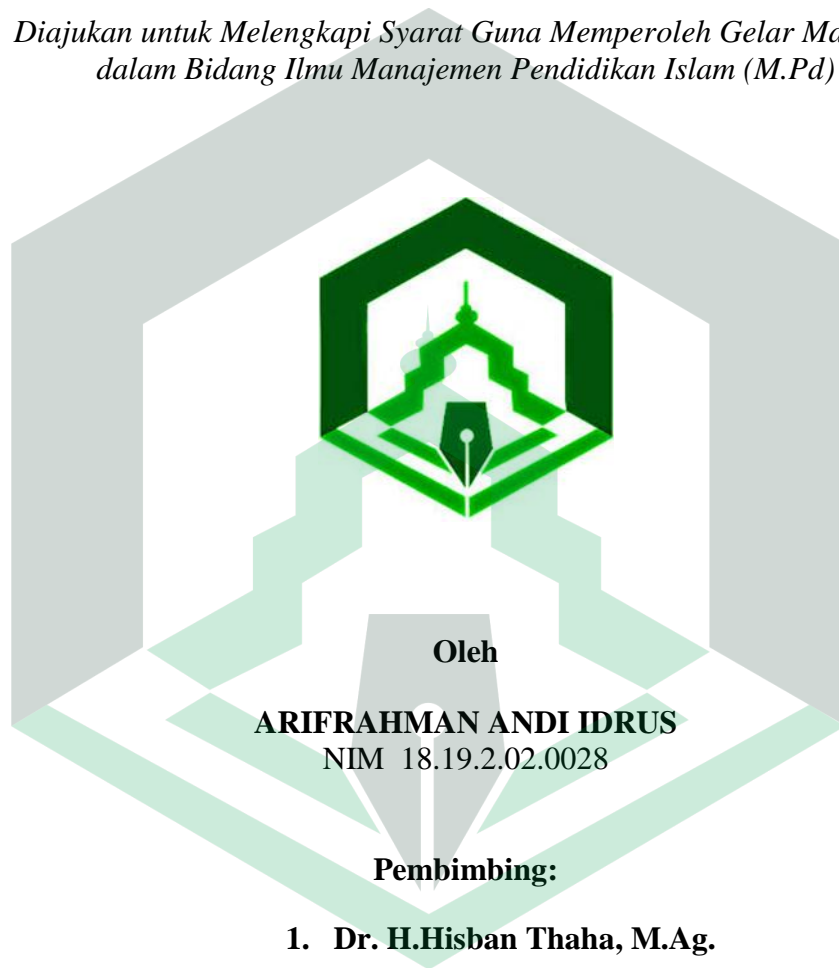 Diajukan untuk Melengkapi Syarat Guna Memperoleh Gelar
dalam Bidang Ilmu Manajemen Pendidikan Islam (M.Pd)
Oleh
ARIFRAHMAN ANDI IDRUS
NIM 18.19.2.02.0028
Pembimbing:
1. Dr. H.Hisban Thaha, M.Ag.